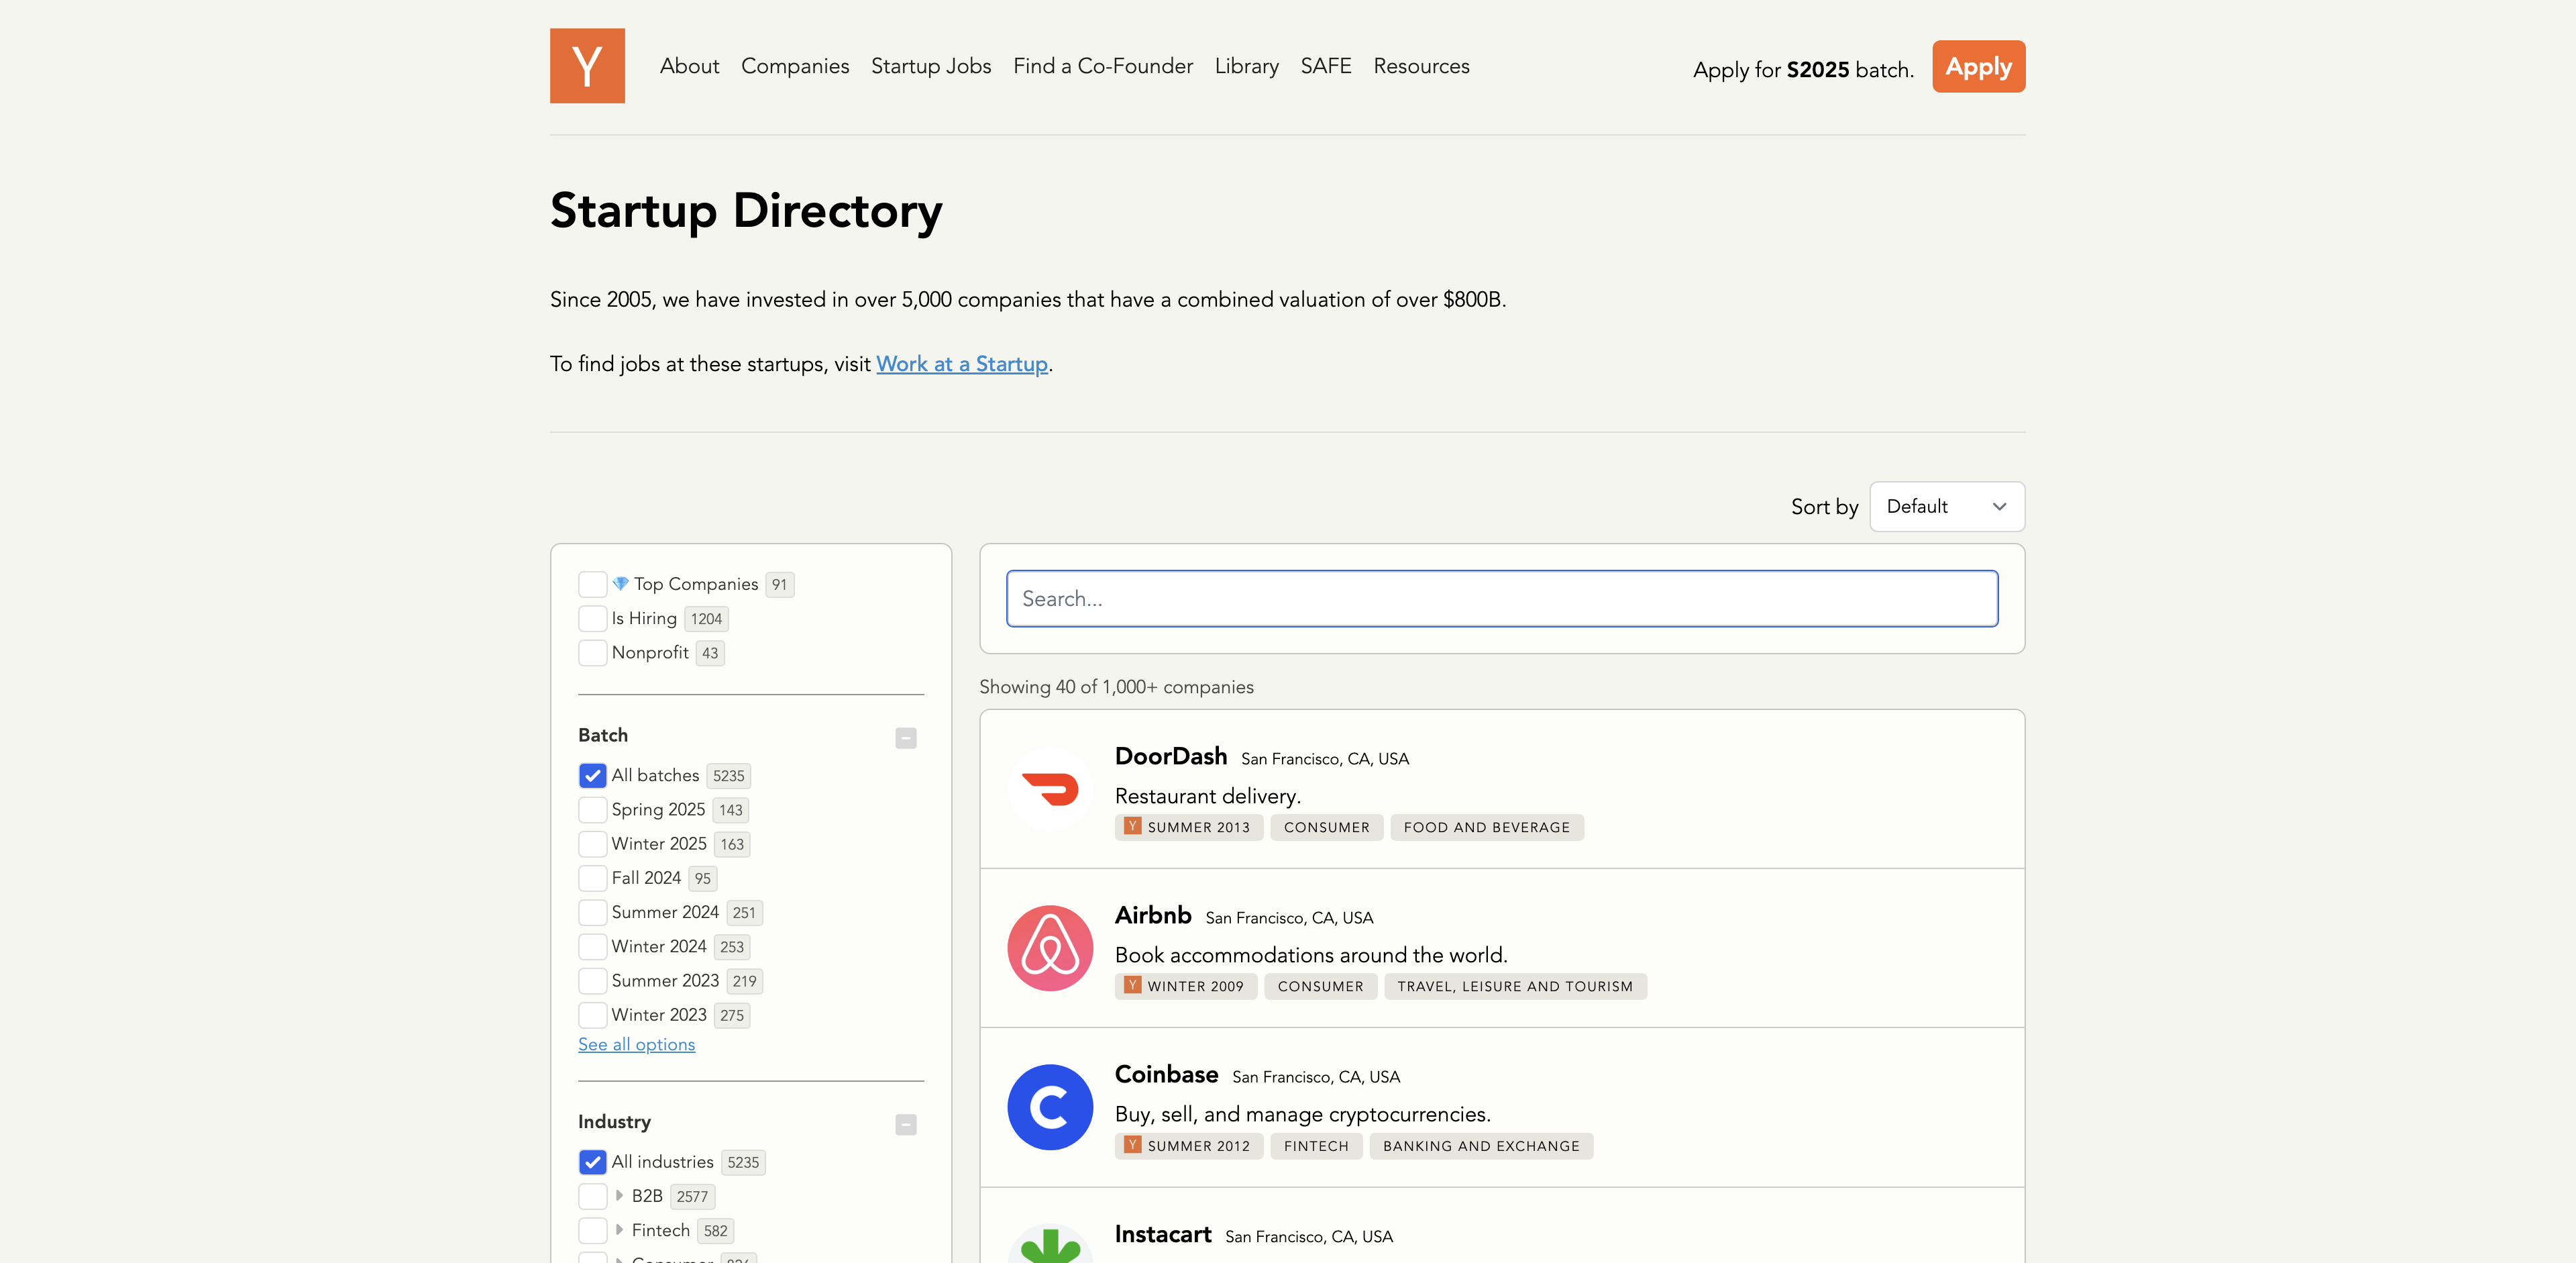 Y
About Companies Startup Jobs Find a Co-Founder Library SAFE Resources
Apply for S2025 batch. Apply
Startup Directory
Since 2005, we have invested in over 5,000 companies that have a combined valuation of over $800B.
To find jobs at these startups, visit Work at a Startup.
Sort by Default
Top Companies 91
Is Hiring 1204
Nonprofit 43
Batch
All batches 5235
Spring 2025 143
Winter 2025 163
Fall 2024 95
Summer 2024 251
Winter 2024 253
Summer 2023 219
Winter 2023 275
See all options
Industry
All industries 5235
B2B 2577
Fintech 582
Search...
Showing 40 of 1,000+ companies
DoorDash San Francisco, CA, USA
Restaurant delivery.
Y SUMMER 2013 CONSUMER FOOD AND BEVERAGE
Airbnb San Francisco, CA, USA
Book accommodations around the world.
Y WINTER 2009 CONSUMER TRAVEL, LEISURE AND TOURISM
Coinbase San Francisco, CA, USA
Buy, sell, and manage cryptocurrencies.
Y SUMMER 2012 FINTECH BANKING AND EXCHANGE
Instacart San Francisco, CA, USA